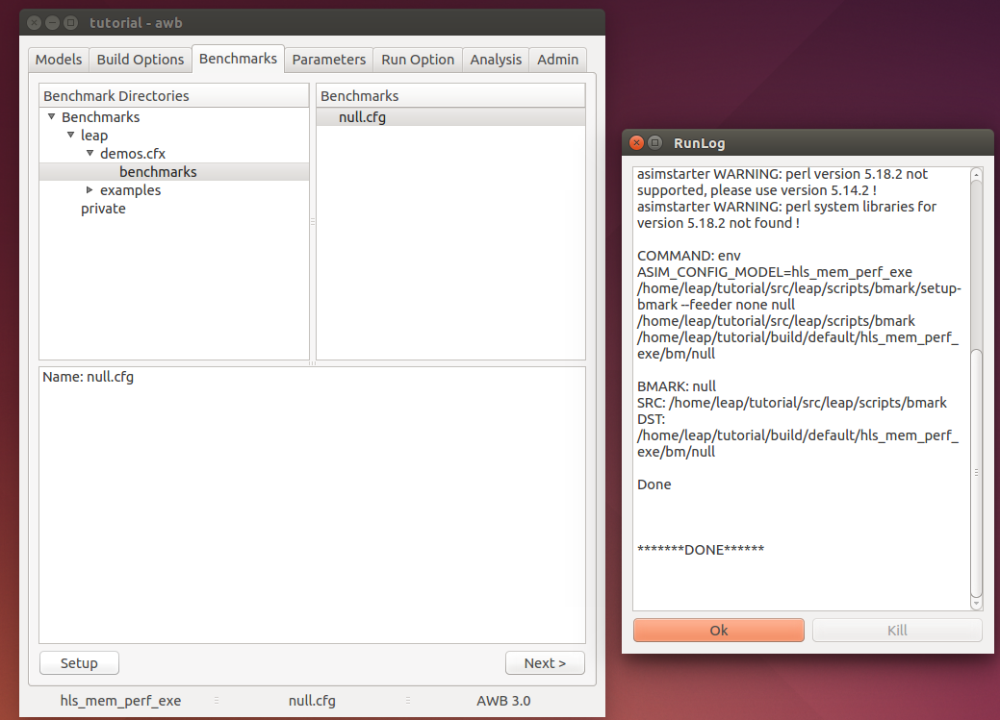 tutorial - awb
Models
Build Options
Benchmarks
Parameters
Run Option
Analysis
Admin
Benchmark Directories
Benchmarks
leap
demos.cfx
benchmarks
examples
private
Benchmarks
null.cfg
Name: null.cfg
Setup
Next >
hls_mem_perf_exe
null.cfg
AWB 3.0
RunLog
asimstarter WARNING: perl version 5.18.2 not
supported, please use version 5.14.2 !
asimstarter WARNING: perl system libraries for
version 5.18.2 not found !
COMMAND: env
ASIM_CONFIG_MODEL=hls_mem_perf_exe
/home/leap/tutorial/src/leap/scripts/bmark/setup-
bmark --feeder none null
/home/leap/tutorial/src/leap/scripts/bmark
/home/leap/tutorial/build/default/hls_mem_perf_
exe/bm/null
BMARK: null
SRC: /home/leap/tutorial/src/leap/scripts/bmark
DST:
/home/leap/tutorial/build/default/hls_mem_perf_
exe/bm/null
Done
*******DONE******
Ok
Kill